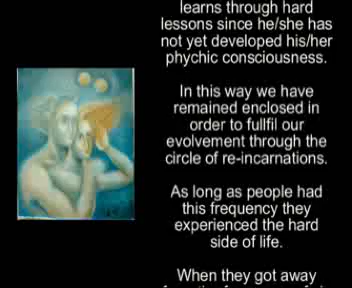 learns through hard
lessons since he/she has
not yet developed his/her
phychic consciousness.
In this way we have
remained enclosed in
order to fullfil our
evolvement through the
circle of re-incarnations.
As long as people had
this frequency they
experienced the hard
side of life.
When they got away